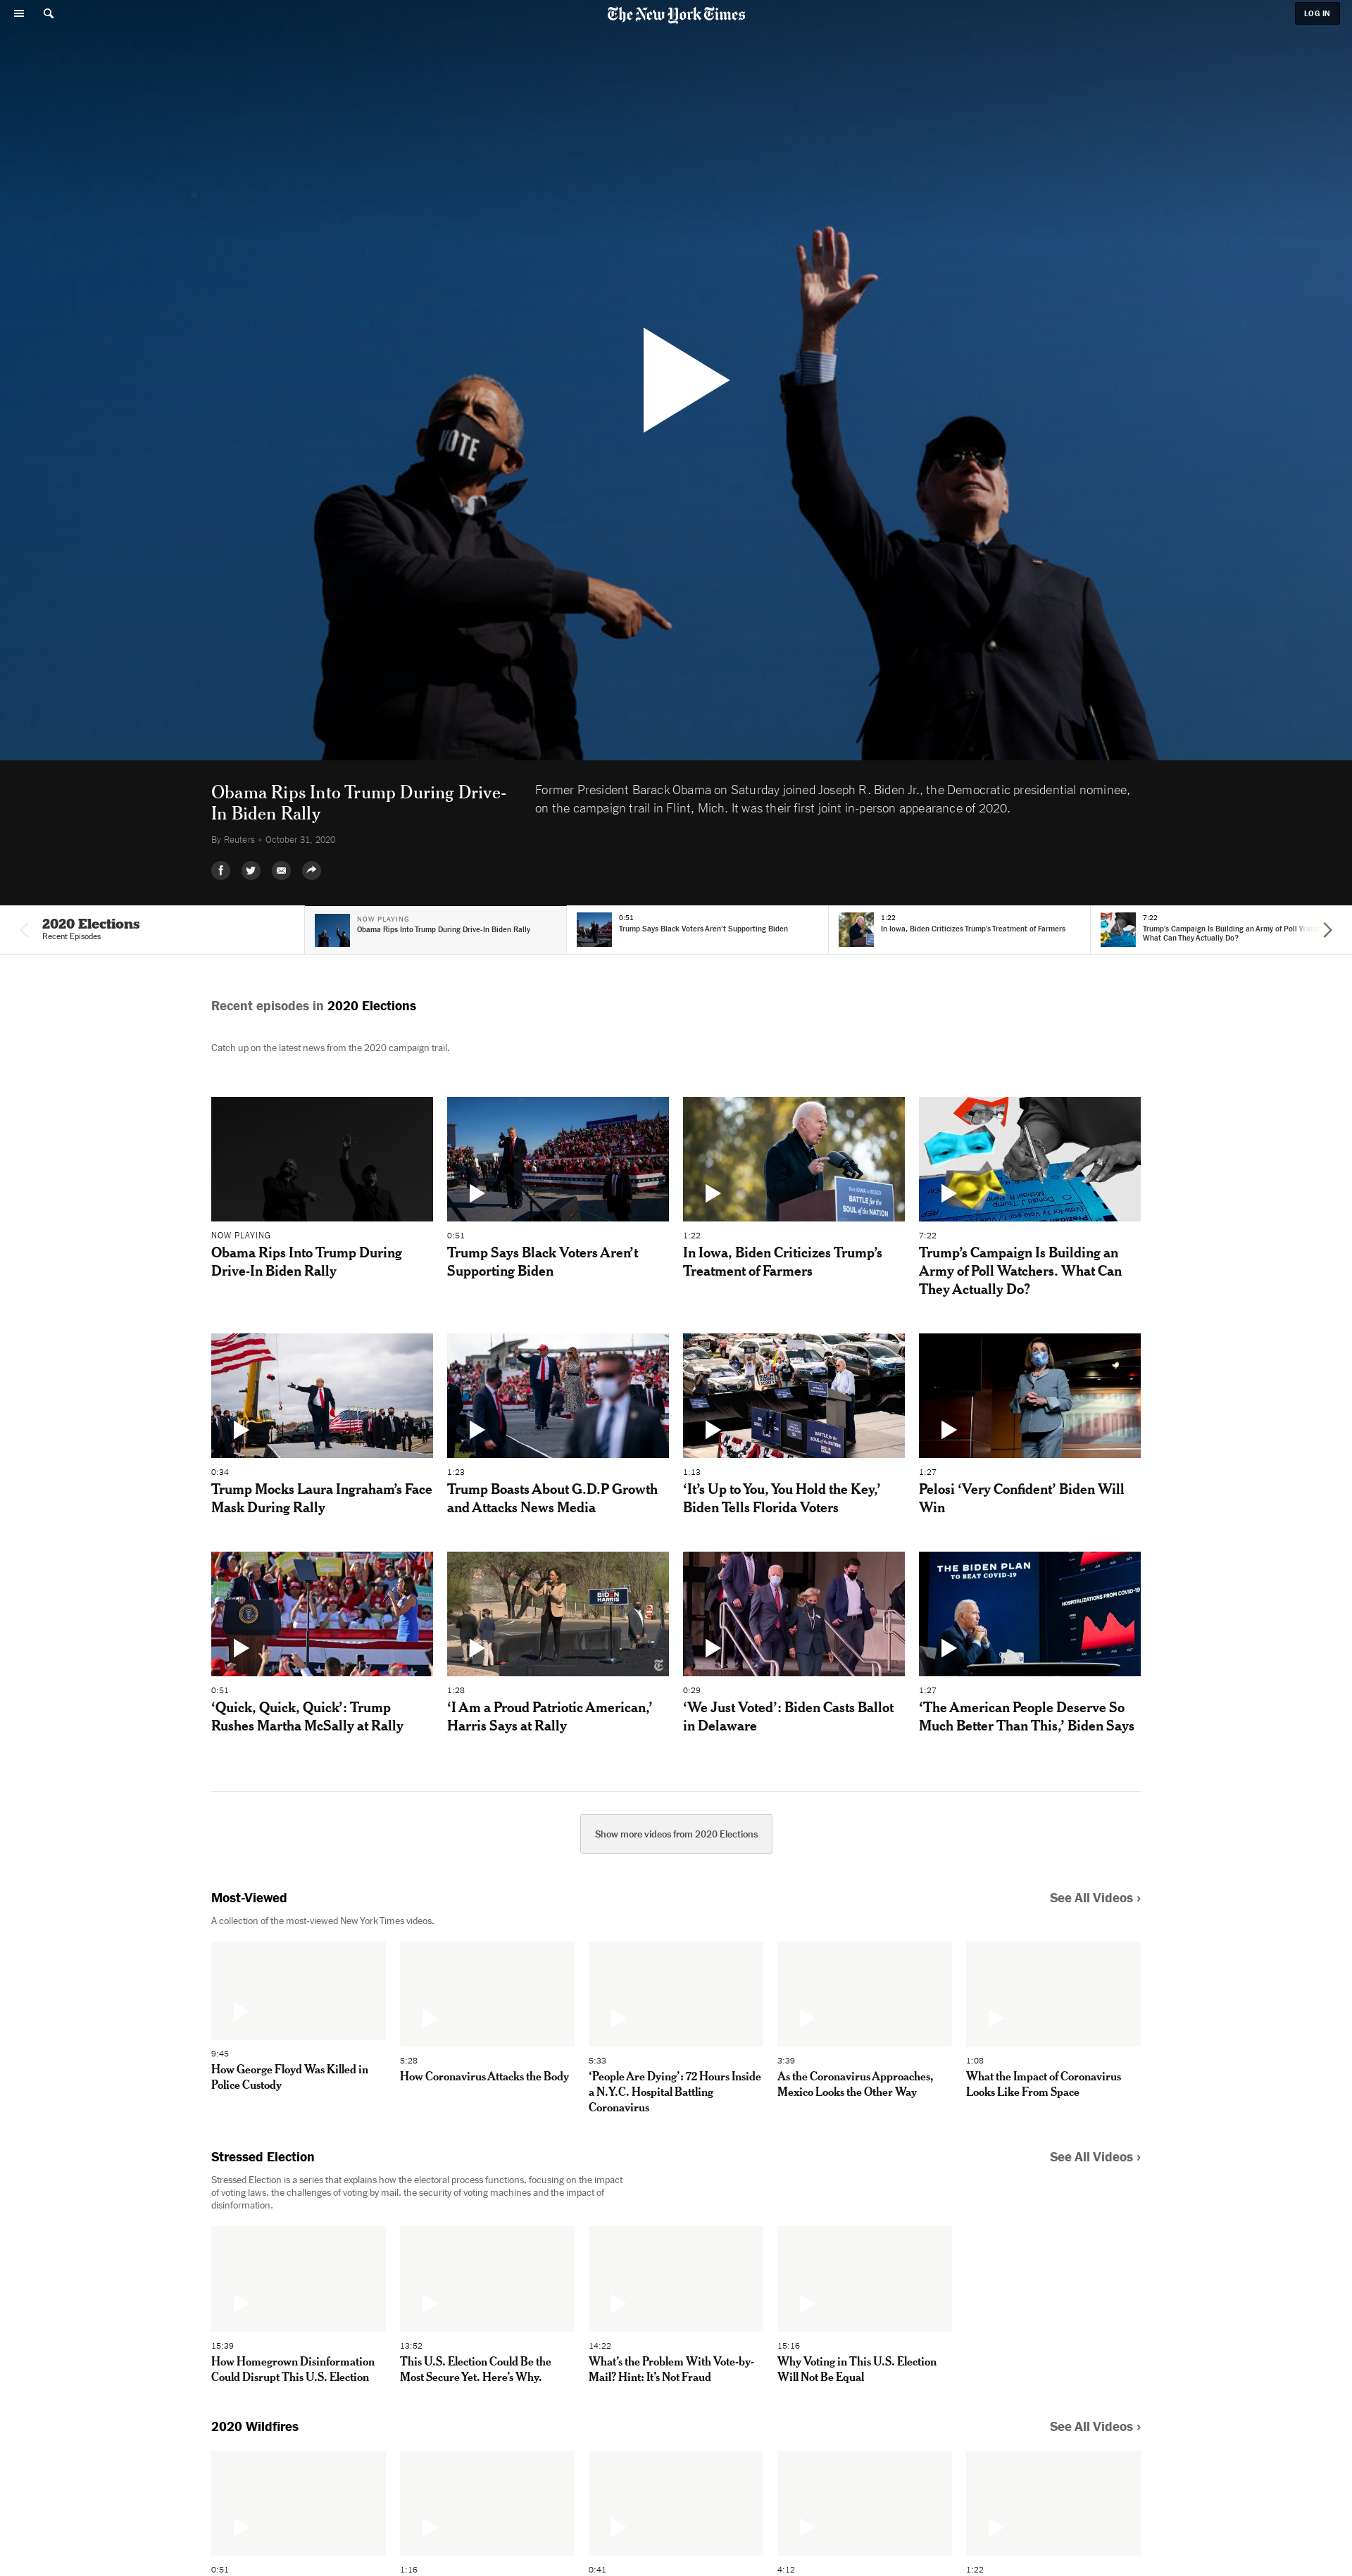 The New York Times
LOG IN
VOTE
Obama Rips Into Trump During Drive-
In Biden Rally
By Reuters • October 31, 2020
Former President Barack Obama on Saturday joined Joseph R. Biden Jr., the Democratic presidential nominee,
on the campaign trail in Flint, Mich. It was their first joint in-person appearance of 2020.
2020 Elections
Recent Episodes
NOW PLAYING
Obama Rips Into Trump During Drive-In Biden Rally
0:51
Trump Says Black Voters Aren't Supporting Biden
1:22
In Iowa, Biden Criticizes Trump's Treatment of Farmers
7:22
Trump's Campaign Is Building an Army of Poll
What Can They Actually Do?
Recent episodes in 2020 Elections
Catch up on the latest news from the 2020 campaign trail.
BATTLE for the
SOUL of the NATION
NOW PLAYING
Obama Rips Into Trump During
Drive-In Biden Rally
0:51
Trump Says Black Voters Aren't
Supporting Biden
1:22
In Iowa, Biden Criticizes Trump's
Treatment of Farmers
7:22
Trump's Campaign Is Building an
Army of Poll Watchers. What Can
They Actually Do?
0:34
Trump Mocks Laura Ingraham's Face
Mask During Rally
1:23
Trump Boasts About G.D.P Growth
and Attacks News Media
1:13
‘It's Up to You, You Hold the Key,’
Biden Tells Florida Voters
1:27
Pelosi ‘Very Confident’ Biden Will
Win
BIDEN
HARRIS
THE BIDEN PLAN
TO BEAT COVID-19
HOSPITALIZATIONS FROM COVID
0:51
‘Quick, Quick, Quick’: Trump
Rushes Martha McSally at Rally
1:28
‘I Am a Proud Patriotic American,’
Harris Says at Rally
0:29
‘We Just Voted’: Biden Casts Ballot
in Delaware
1:27
‘The American People Deserve So
Much Better Than This,’ Biden Says
Show more videos from 2020 Elections
Most-Viewed
See All Videos ›
A collection of the most-viewed New York Times videos.
9:45
How George Floyd Was Killed in
Police Custody
5:28
How Coronavirus Attacks the Body
5:33
‘People Are Dying’: 72 Hours Inside
a N.Y.C. Hospital Battling
Coronavirus
3:39
As the Coronavirus Approaches,
Mexico Looks the Other Way
1:08
What the Impact of Coronavirus
Looks Like From Space
Stressed Election
See All Videos ›
Stressed Election is a series that explains how the electoral process functions, focusing on the impact
of voting laws, the challenges of voting by mail, the security of voting machines and the impact of
disinformation.
15:39
How Homegrown Disinformation
Could Disrupt This U.S. Election
13:52
This U.S. Election Could Be the
Most Secure Yet. Here's Why.
14:22
What's the Problem With Vote-by-
Mail? Hint: It's Not Fraud
15:16
Why Voting in This U.S. Election
Will Not Be Equal
2020 Wildfires
See All Videos ›
0:51
1:16
0:41
4:12
1:22